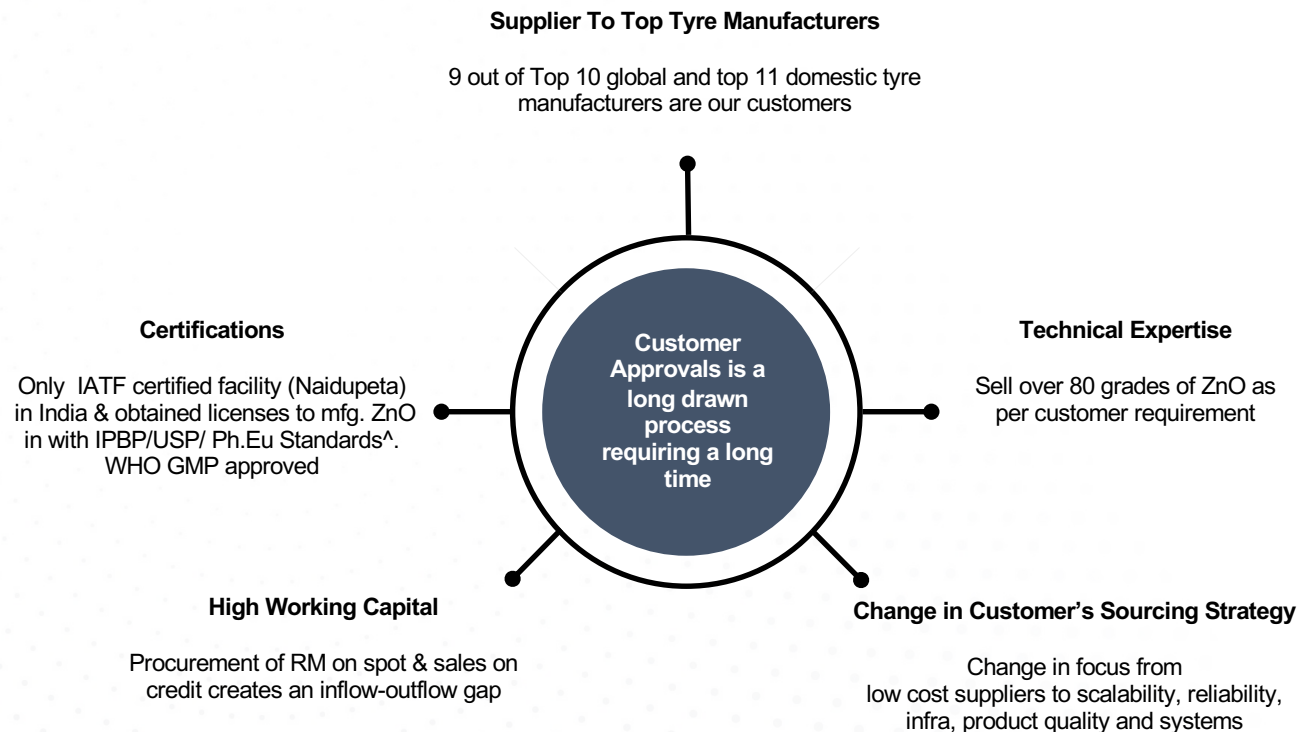 Supplier To Top Tyre Manufacturers
9 out of Top 10 global and top 11 domestic tyre
manufacturers are our customers
Certifications
Only IATF certified facility (Naidupeta)
in India & obtained licenses to mfg. ZnO
in with IPBP/USP/ Ph.Eu Standards^.
WHO GMP approved
Customer
Approvals is a
long drawn
process
requiring a long
time
Technical Expertise
Sell over 80 grades of ZnO as
per customer requirement
High Working Capital
Procurement of RM on spot & sales on
credit creates an inflow-outflow gap
Change in Customer’s Sourcing Strategy
Change in focus from
low cost suppliers to scalability, reliability,
infra, product quality and systems